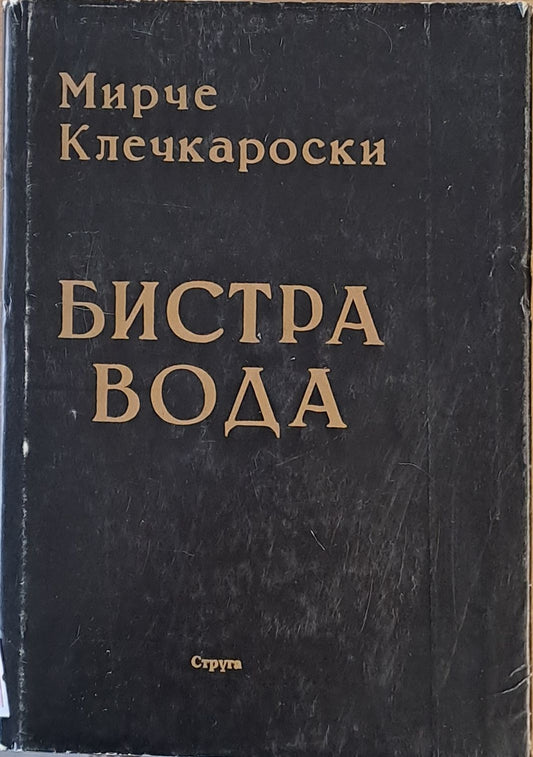 Мирче
Клечкароски
БИСТРА
ВОДА
Струга